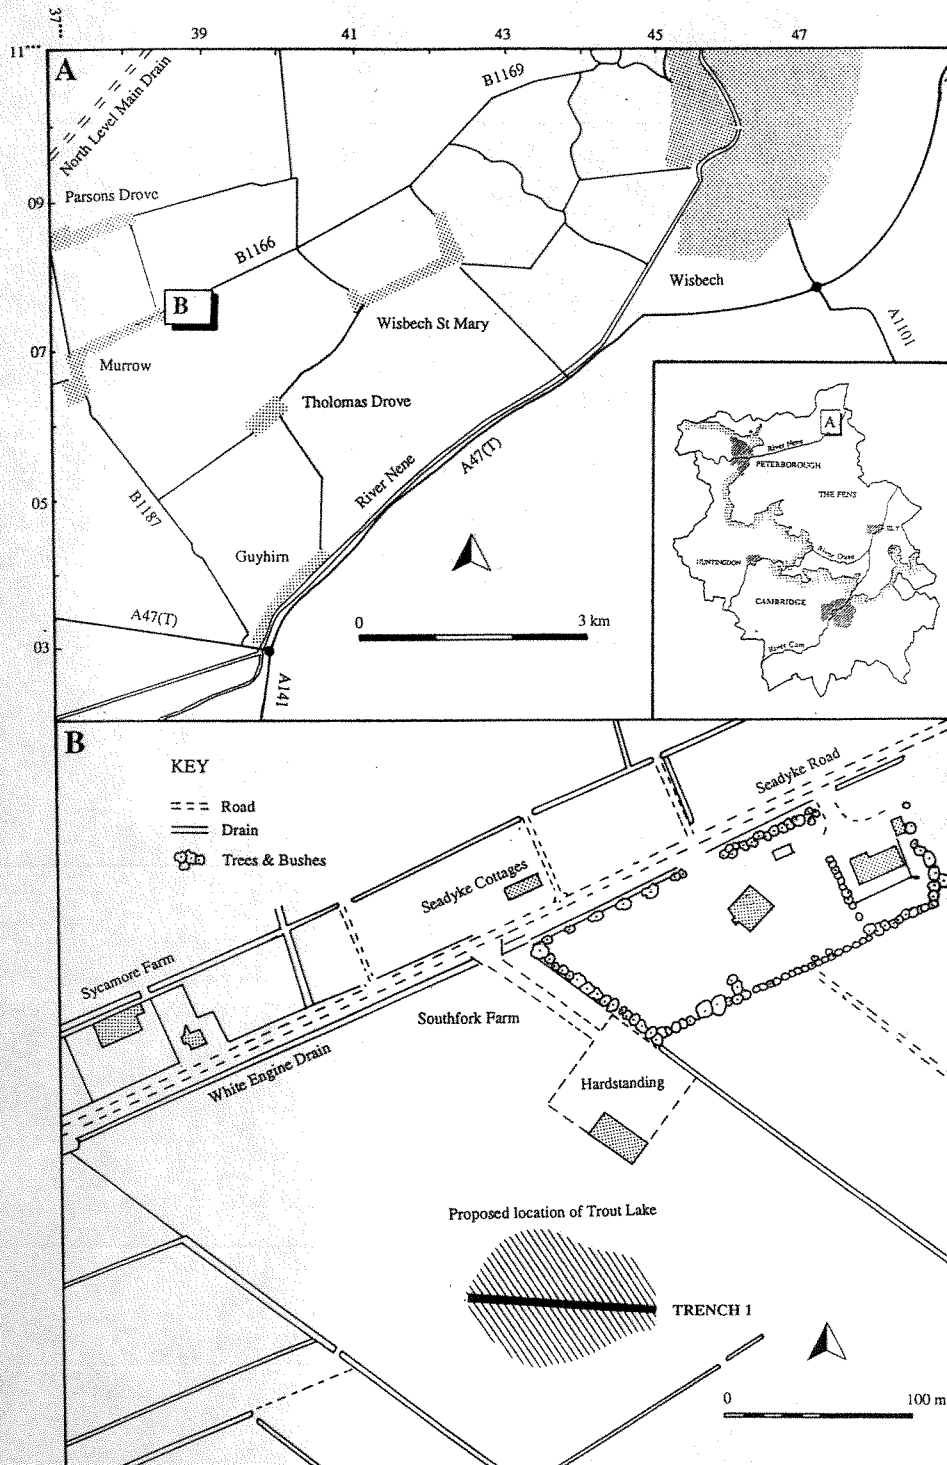 37***
39
41
43
45
47
11****
A
B1169
North Level Main Drain
Parsons Drove
09
B1166
B
Wisbech
Wisbech St Mary
A1101
07
Murrow
Tholomas Drove
A
River Nene
PETERBOROUGH
THE FENS
ELY
River Ouse
HUNTINGDON
CAMBRIDGE
River Cam
River Nene
A47(T)
05
B1187
Guyhirn
A47(T)
0 3 km
03
A141
B
KEY
Road
Drain
Trees & Bushes
Seadyke Road
Seadyke Cottages
Sycamore Farm
Southfork Farm
White Engine Drain
Hardstanding
Proposed location of Trout Lake
TRENCH 1
0 100 m